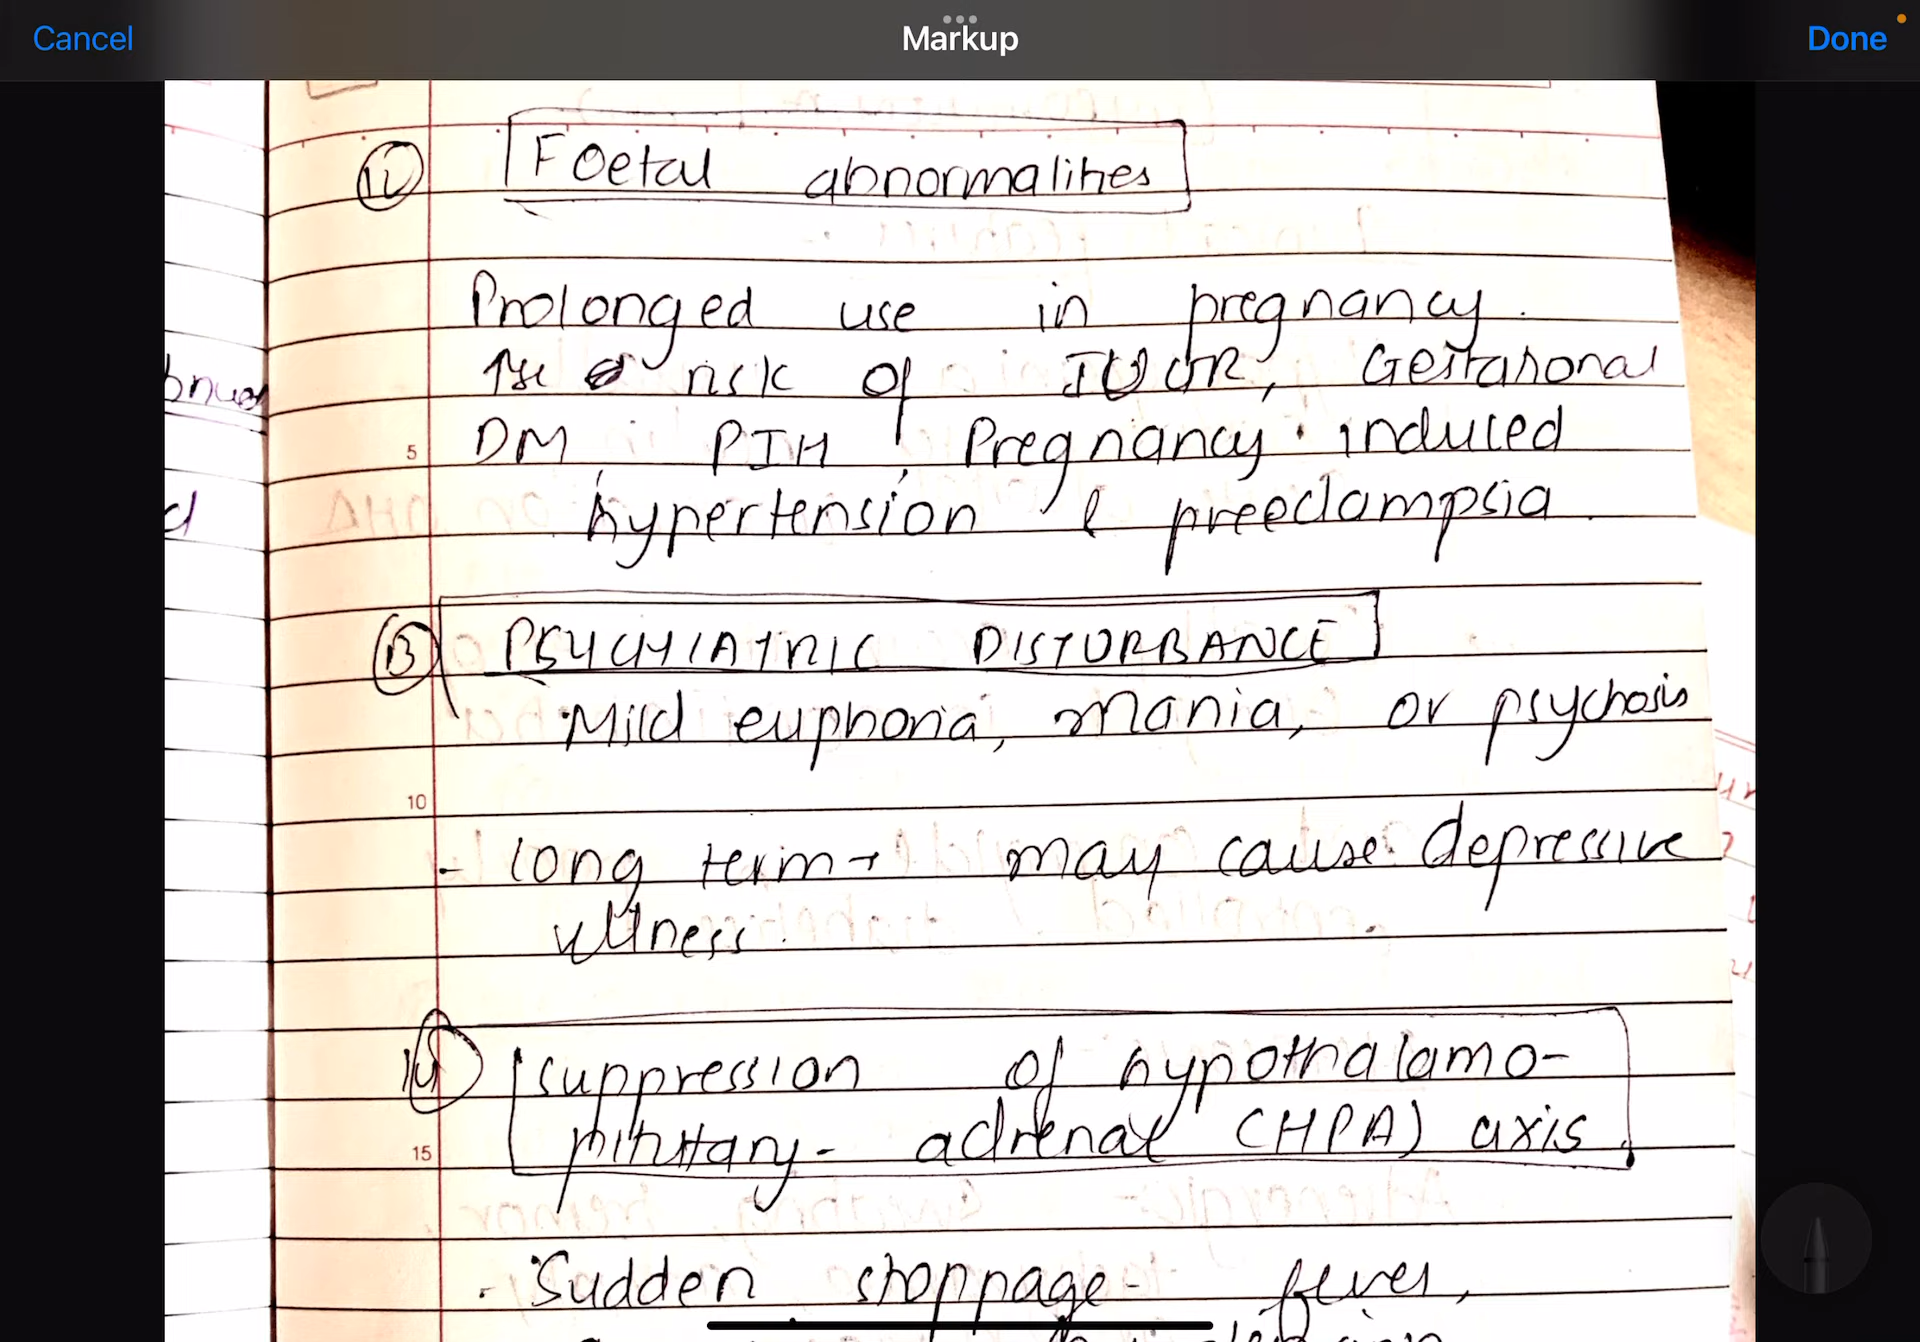 Cancel
Markup
Done
Foetal abnormalities
Prolonged use in pregnancy.
risk of IUGR, Gestational
5 DM, PIH, Pregnancy induced
hypertension & preeclampsia.
13 PSYCHIATRIC DISTURBANCE
Mild euphoria, mania, or psychosis
10
- long term → may cause depressive
illness.
14 suppression of hypothalamo-
15 pituitary- adrenal (HPA) axis.
- Sudden stoppage- fever,